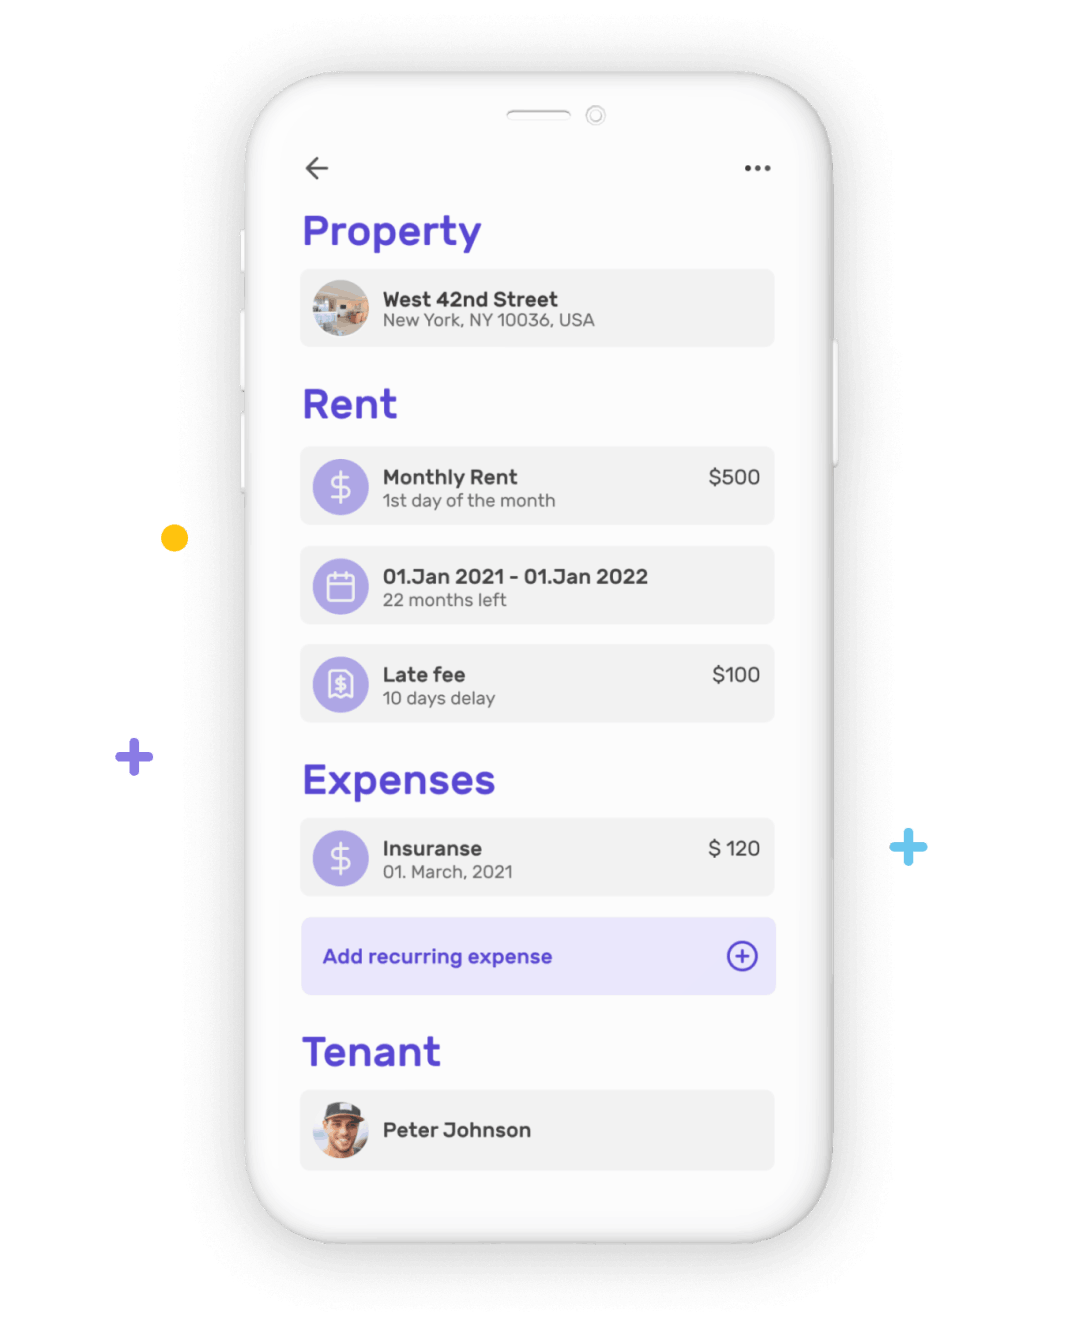 Property
West 42nd Street
New York, NY 10036, USA
Rent
Monthly Rent $500
1st day of the month
01.Jan 2021 - 01.Jan 2022
22 months left
Late fee $100
10 days delay
Expenses
Insuranse $ 120
01. March, 2021
Add recurring expense
Tenant
Peter Johnson